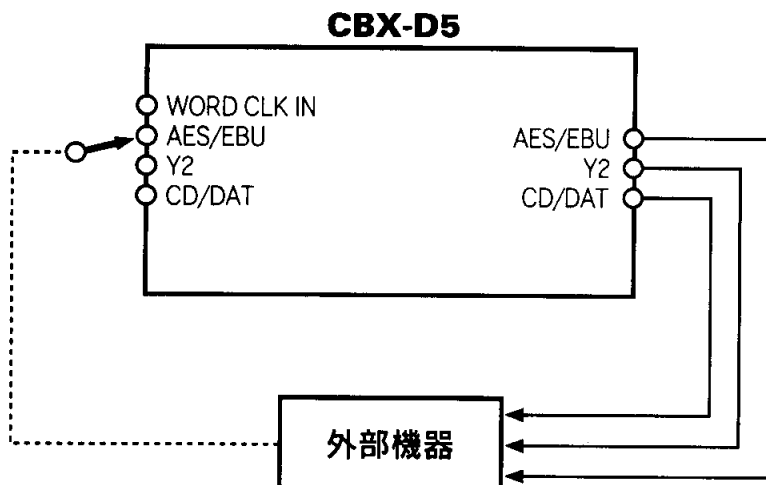 CBX-D5
WORD CLK IN
AES/EBU
Y2
CD/DAT
AES/EBU
Y2
CD/DAT
外部機器